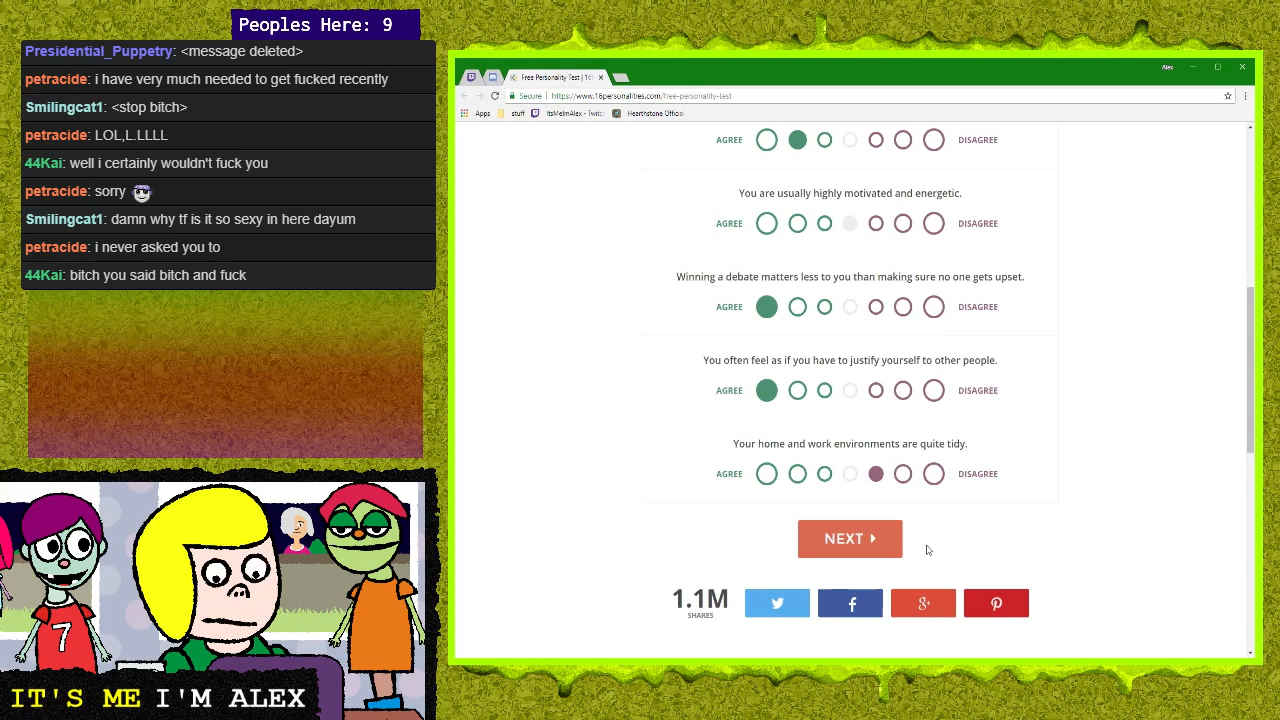 Peoples Here: 9
Presidential_Puppetry: <message deleted>
petracide: i have very much needed to get fucked recently
Smilingcat1: <stop bitch>
petracide: LOL,L.LLLL
44Kai: well i certainly wouldn't fuck you
petracide: sorry
Smilingcat1: damn why tf is it so sexy in here dayum
petracide: i never asked you to
44Kai: bitch you said bitch and fuck
7
IT'S ME I'M ALEX
Alex
Free Personality Test | 16
Secure https://www.16personalities.com/free-personality-test
Apps stuff ItsMeImAlex - Twitch Hearthstone Official
AGREE DISAGREE
You are usually highly motivated and energetic.
AGREE DISAGREE
Winning a debate matters less to you than making sure no one gets upset.
AGREE DISAGREE
You often feel as if you have to justify yourself to other people.
AGREE DISAGREE
Your home and work environments are quite tidy.
AGREE DISAGREE
NEXT
1.1M
SHARES